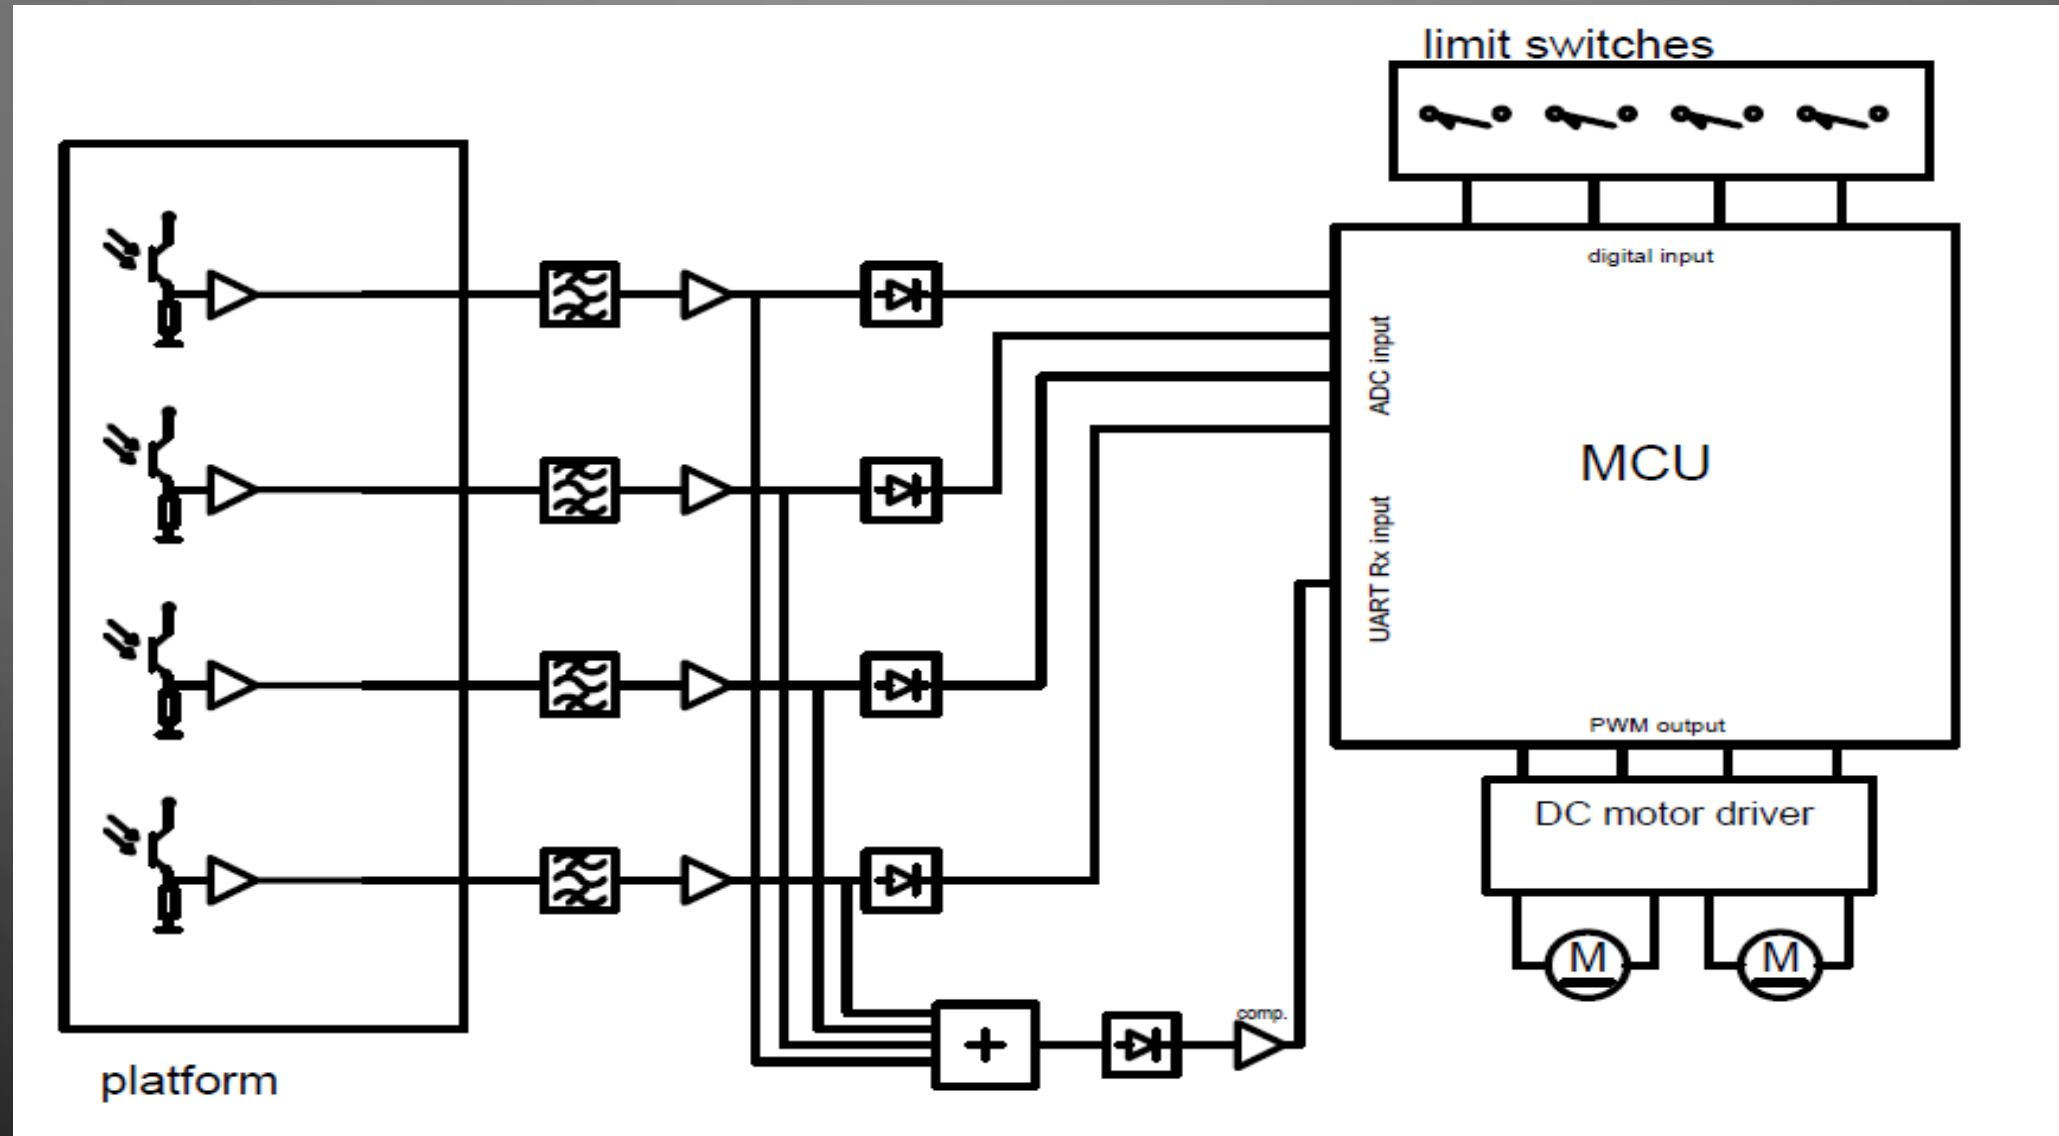 limit switches
digital input
ADC input
MCU
UART Rx input
PWM output
DC motor driver
M
M
comp.
+
platform